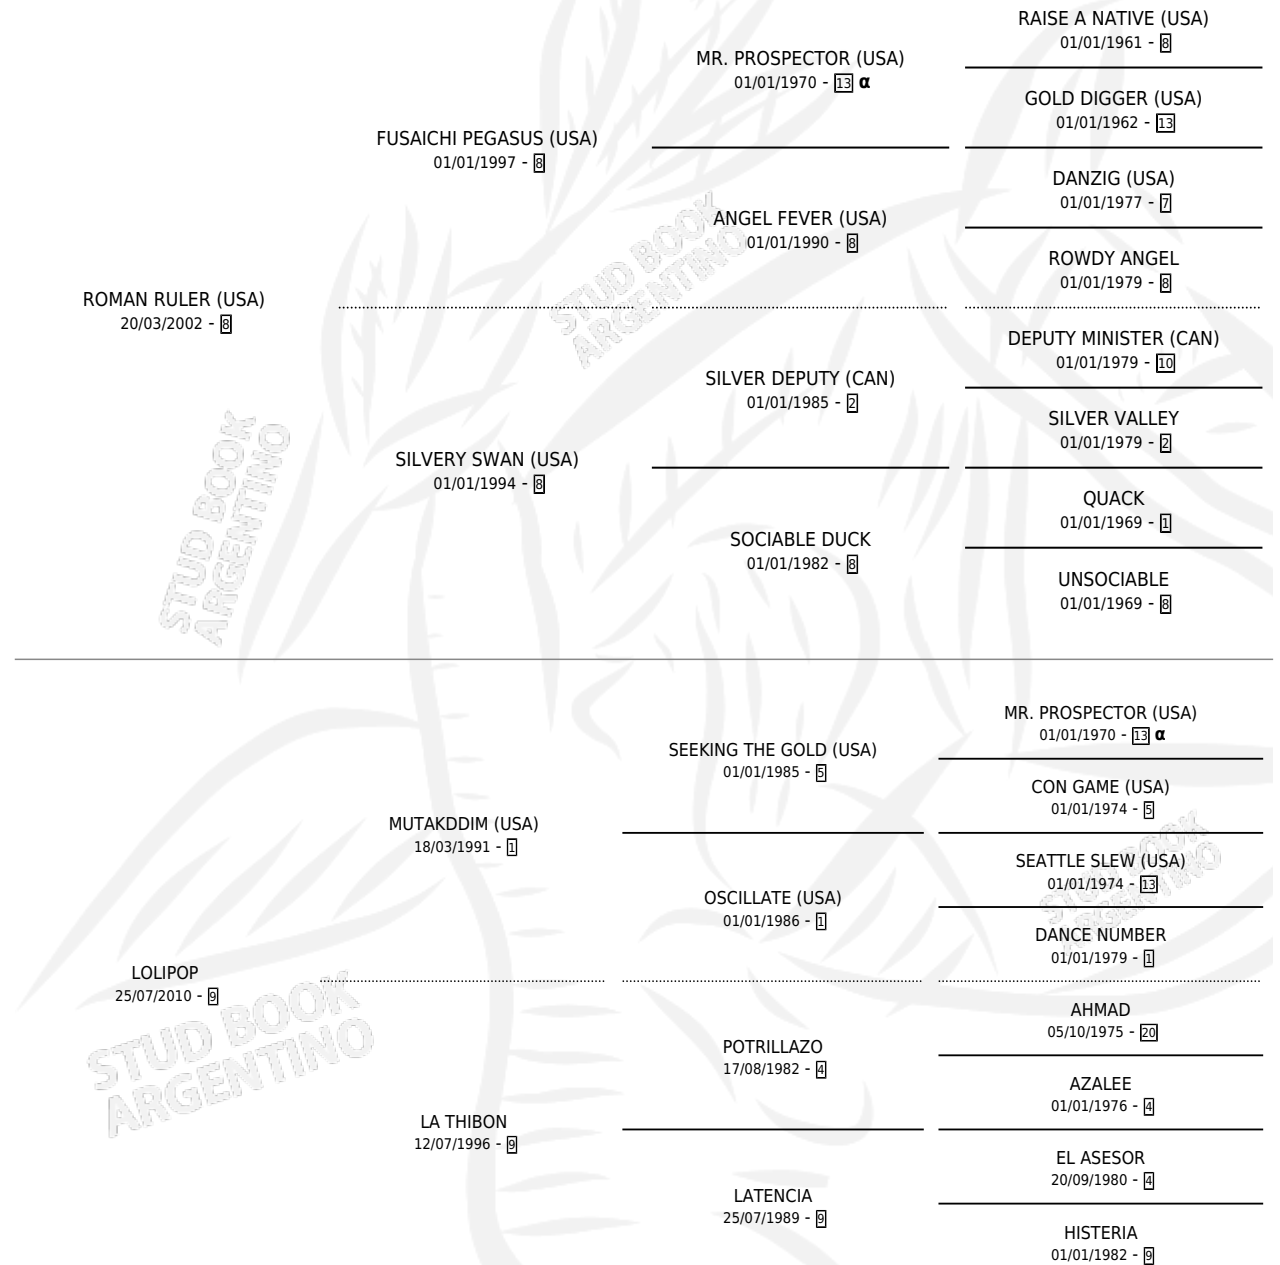 RAISE A NATIVE (USA)
01/01/1961 - 8
MR. PROSPECTOR (USA)
01/01/1970 - 13 α
GOLD DIGGER (USA)
01/01/1962 - 13
FUSAICHI PEGASUS (USA)
01/01/1997 - 8
DANZIG (USA)
01/01/1977 - 7
ANGEL FEVER (USA)
01/01/1990 - 8
ROWDY ANGEL
01/01/1979 - 8
ROMAN RULER (USA)
20/03/2002 - 8
DEPUTY MINISTER (CAN)
01/01/1979 - 10
SILVER DEPUTY (CAN)
01/01/1985 - 2
SILVER VALLEY
01/01/1979 - 2
SILVERY SWAN (USA)
01/01/1994 - 8
QUACK
01/01/1969 - 1
SOCIABLE DUCK
01/01/1982 - 8
UNSOCIABLE
01/01/1969 - 8
MR. PROSPECTOR (USA)
01/01/1970 - 13 α
SEEKING THE GOLD (USA)
01/01/1985 - 5
CON GAME (USA)
01/01/1974 - 5
MUTAKDDIM (USA)
18/03/1991 - 1
SEATTLE SLEW (USA)
01/01/1974 - 13
OSCILLATE (USA)
01/01/1986 - 1
DANCE NUMBER
01/01/1979 - 1
LOLIPOP
25/07/2010 - 9
AHMAD
05/10/1975 - 20
POTRILLAZO
17/08/1982 - 4
AZALEE
01/01/1976 - 4
LA THIBON
12/07/1996 - 9
EL ASESOR
20/09/1980 - 4
LATENCIA
25/07/1989 - 9
HISTERIA
01/01/1982 - 9
STUD BOOK
ARGENTINO
STUD BOOK
ARGENTINO
STUD BOOK
ARGENTINO
STUD BOOK
ARGENTINO